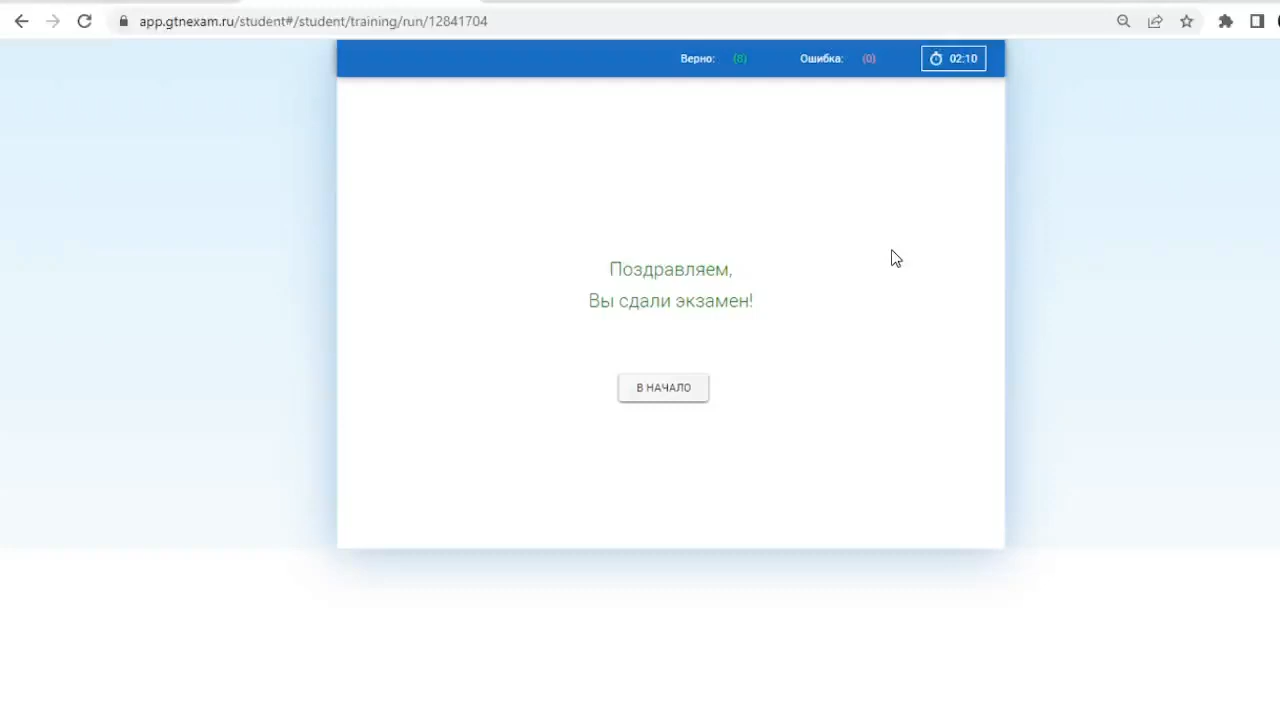 app.gtnexam.ru/student#/student/training/run/12841704
Верно: (8) Ошибка: (0) 02:10
Поздравляем,
Вы сдали экзамен!
В НАЧАЛО